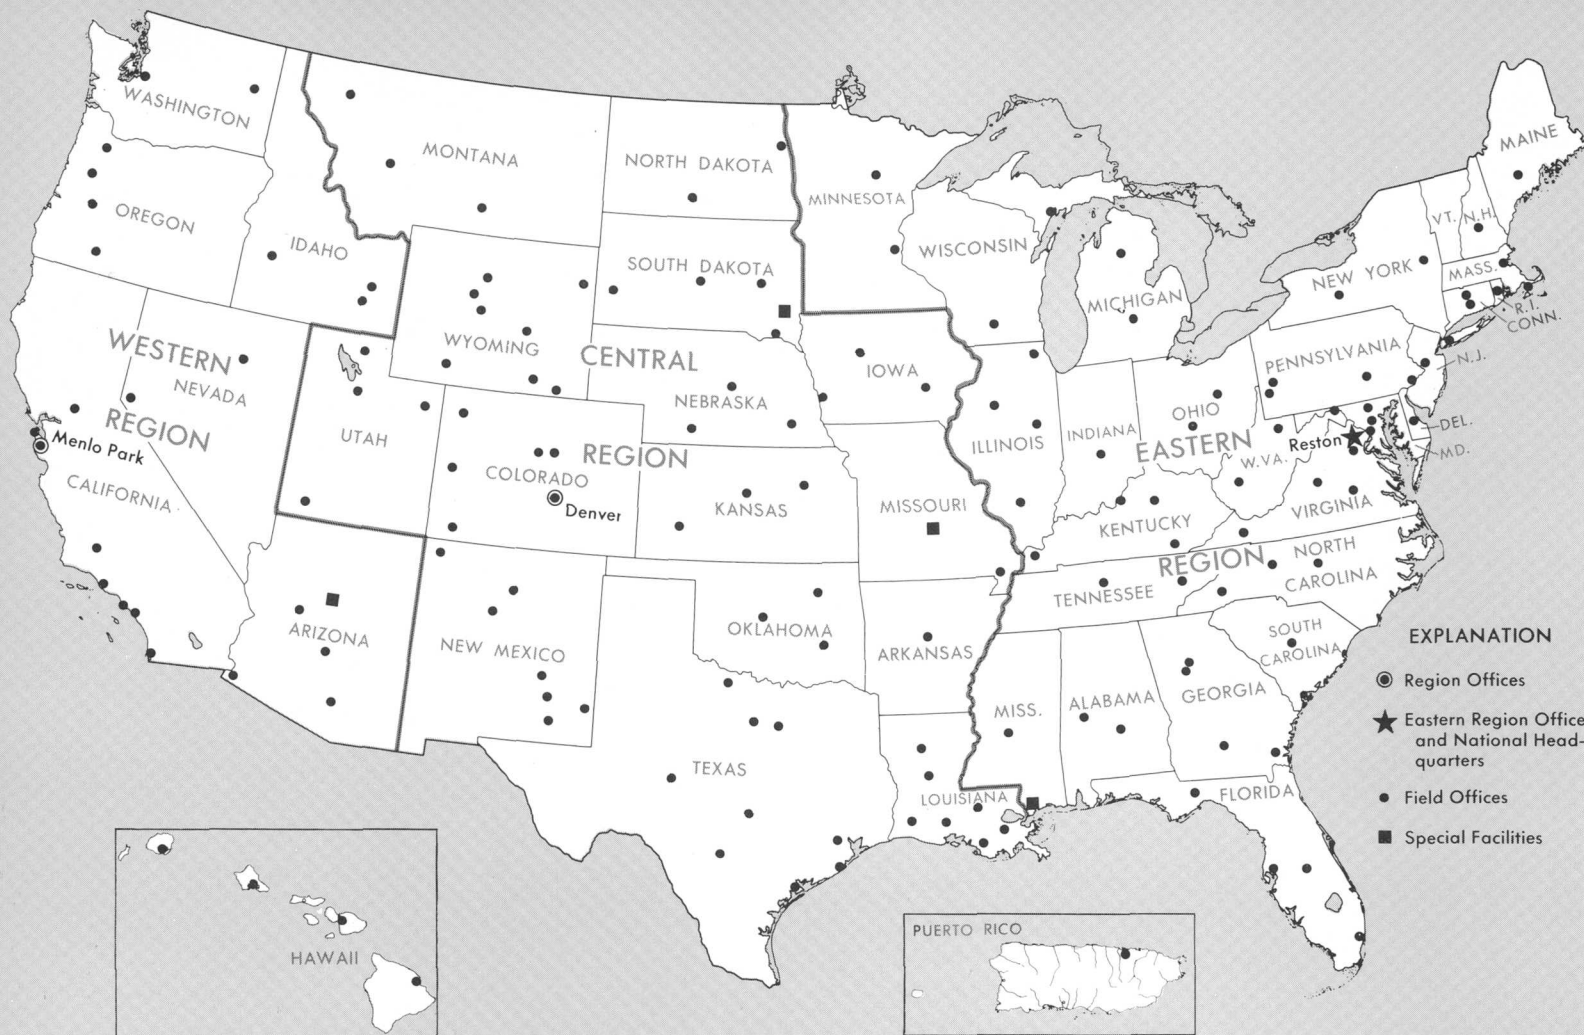 WASHINGTON
MONTANA
NORTH DAKOTA
MINNESOTA
MAINE
OREGON
IDAHO
SOUTH DAKOTA
WISCONSIN
VT.
N.H.
NEW YORK
MASS.
MICHIGAN
R.I.
CONN.
WYOMING
WESTERN
REGION
NEVADA
CENTRAL
REGION
IOWA
PENNSYLVANIA
N.J.
NEBRASKA
UTAH
OHIO
ILLINOIS
INDIANA
EASTERN
REGION
Reston
DEL.
MD.
W.VA.
Menlo Park
CALIFORNIA
COLORADO
Denver
KANSAS
MISSOURI
KENTUCKY
VIRGINIA
NORTH
CAROLINA
TENNESSEE
ARIZONA
NEW MEXICO
OKLAHOMA
ARKANSAS
SOUTH
CAROLINA
MISS.
ALABAMA
GEORGIA
TEXAS
LOUISIANA
FLORIDA
EXPLANATION
Region Offices
Eastern Region Office
and National Head-
quarters
Field Offices
Special Facilities
HAWAII
PUERTO RICO